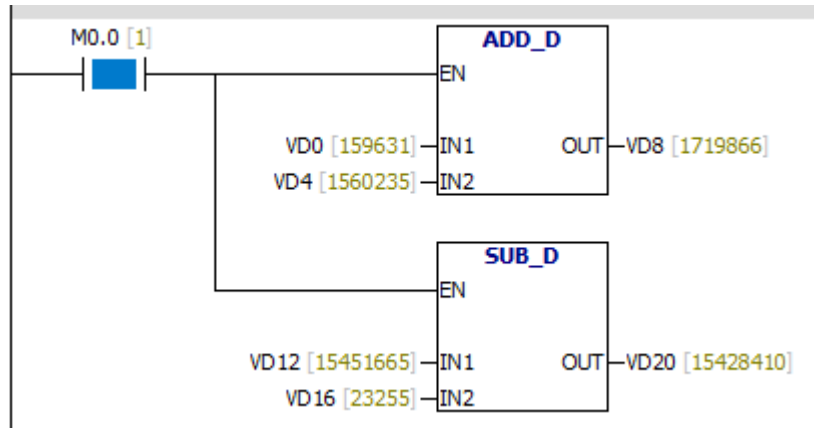 M0.0 [1]
ADD_D
EN
VD0 [159631] IN1 OUT VD8 [1719866]
VD4 [1560235] IN2
SUB_D
EN
VD12 [15451665] IN1 OUT VD20 [15428410]
VD16 [23255] IN2